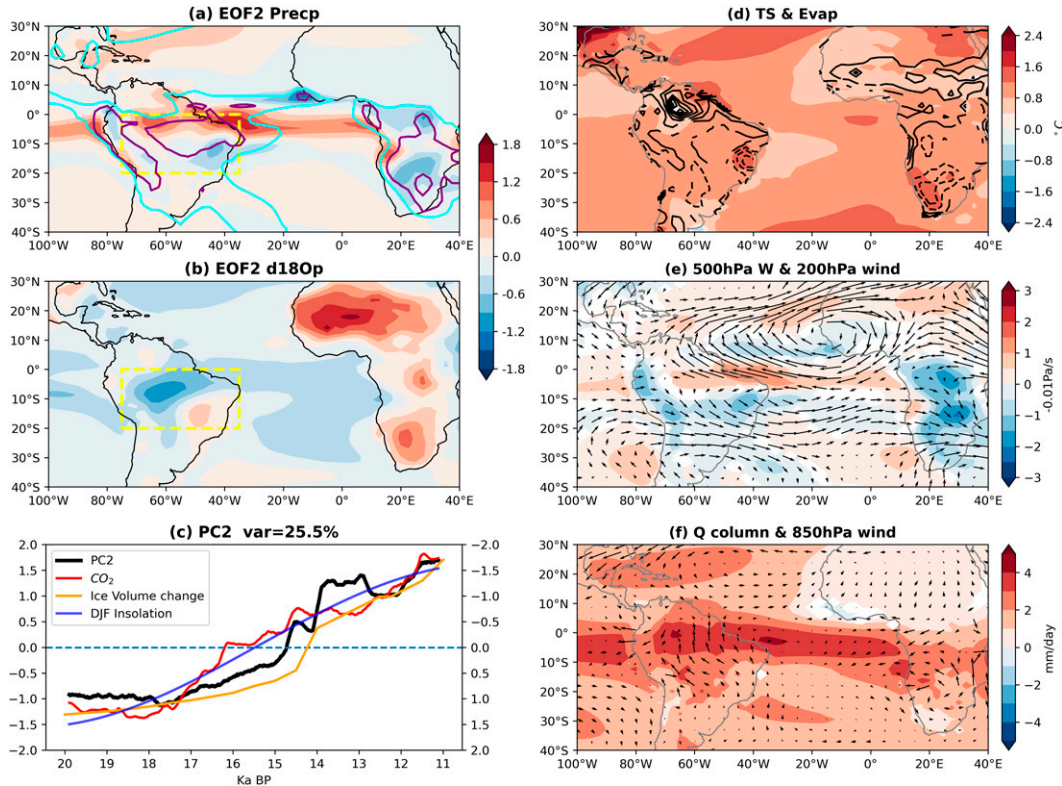 (a) EOF2 Precp
30°N
20°N
10°N
0°
10°S
20°S
30°S
40°S
100°W 80°W 60°W 40°W 20°W 0° 20°E 40°E
(b) EOF2 d18Op
30°N
20°N
10°N
0°
10°S
20°S
30°S
40°S
100°W 80°W 60°W 40°W 20°W 0° 20°E 40°E
1.8
1.2
0.6
0.0
-0.6
-1.2
-1.8
(c) PC2 var=25.5%
2.0
1.5
1.0
0.5
0.0
−0.5
−1.0
−1.5
−2.0
PC2
CO2
Ice Volume change
DJF Insolation
−2.0
−1.5
−1.0
−0.5
0.0
0.5
1.0
1.5
2.0
20 19 18 17 16 15 14 13 12 11
Ka BP
(d) TS & Evap
30°N
20°N
10°N
0°
10°S
20°S
30°S
40°S
100°W 80°W 60°W 40°W 20°W 0° 20°E 40°E
2.4
1.6
0.8
0.0
−0.8
−1.6
−2.4
°C
(e) 500hPa W & 200hPa wind
30°N
20°N
10°N
0°
10°S
20°S
30°S
40°S
100°W 80°W 60°W 40°W 20°W 0° 20°E 40°E
3
2
1
0
−1
−2
−3
-0.01Pa/s
(f) Q column & 850hPa wind
30°N
20°N
10°N
0°
10°S
20°S
30°S
40°S
100°W 80°W 60°W 40°W 20°W 0° 20°E 40°E
4
2
0
−2
−4
mm/day